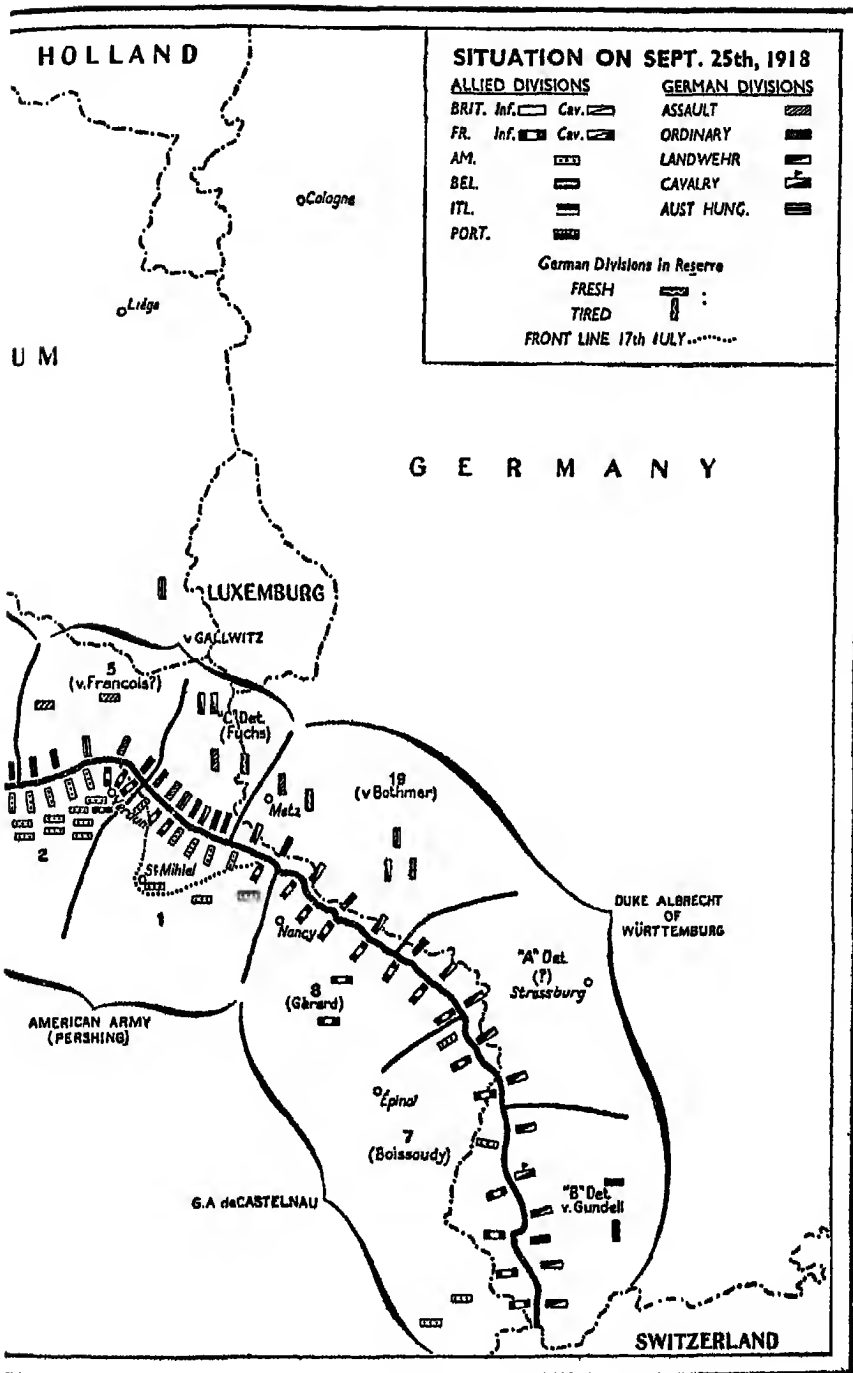 HOLLAND
SITUATION ON SEPT. 25th, 1918
ALLIED DIVISIONS GERMAN DIVISIONS
BRIT. Inf. Cav. ASSAULT
FR. Inf. Cav. ORDINARY
AM. LANDWEHR
BEL. CAVALRY
ITL. AUST HUNG.
PORT.
German Divisions in Reserve
FRESH
TIRED
FRONT LINE 17th JULY
Cologne
Liége
UM
GERMANY
LUXEMBURG
v GALLWITZ
5
(v. Francois?)
"C" Det.
(Fuchs)
19
(v Bothmer)
Metz
Verdun
2
St Mihiel
1
Nancy
DUKE ALBRECHT
OF
WÜRTTEMBURG
"A" Det.
(?)
Strassburg
8
(Gérard)
AMERICAN ARMY
(PERSHING)
Épinal
7
(Boissoudy)
G.A de CASTELNAU
"B" Det.
v. Gundell
SWITZERLAND